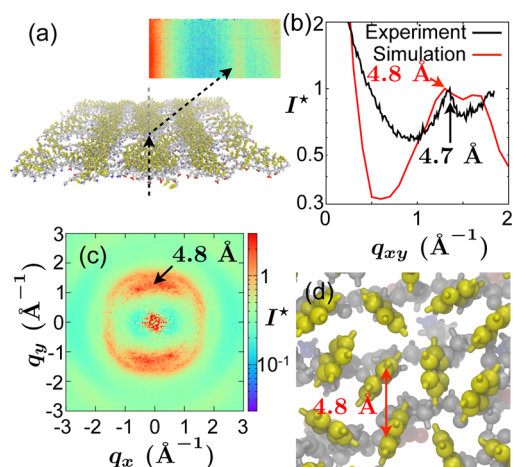 (a)
(b)
I⋆
Experiment
Simulation
1
0.5
0.3
4.8 Å
4.7 Å
0 1 2
q_xy (Å⁻¹)
(c)
4.8 Å
q_y (Å⁻¹)
3
2
1
0
-1
-2
-3
-3 -2 -1 0 1 2 3
q_x (Å⁻¹)
1
I⋆
10⁻¹
(d)
4.8 Å